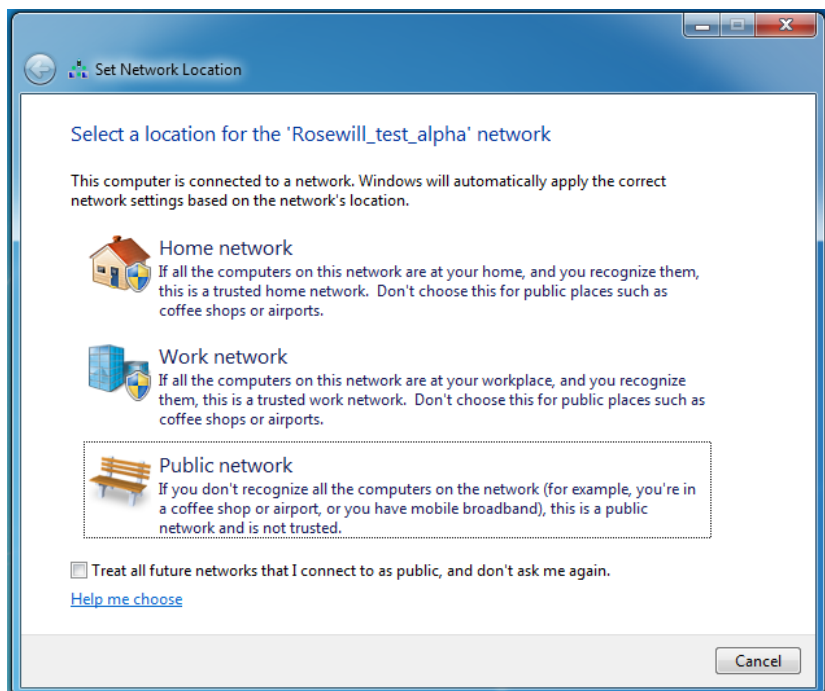 Set Network Location
Select a location for the 'Rosewill_test_alpha' network
This computer is connected to a network. Windows will automatically apply the correct
network settings based on the network's location.
Home network
If all the computers on this network are at your home, and you recognize them,
this is a trusted home network.  Don't choose this for public places such as
coffee shops or airports.
Work network
If all the computers on this network are at your workplace, and you recognize
them, this is a trusted work network.  Don't choose this for public places such as
coffee shops or airports.
Public network
If you don't recognize all the computers on the network (for example, you're in
a coffee shop or airport, or you have mobile broadband), this is a public
network and is not trusted.
Treat all future networks that I connect to as public, and don't ask me again.
Help me choose
Cancel